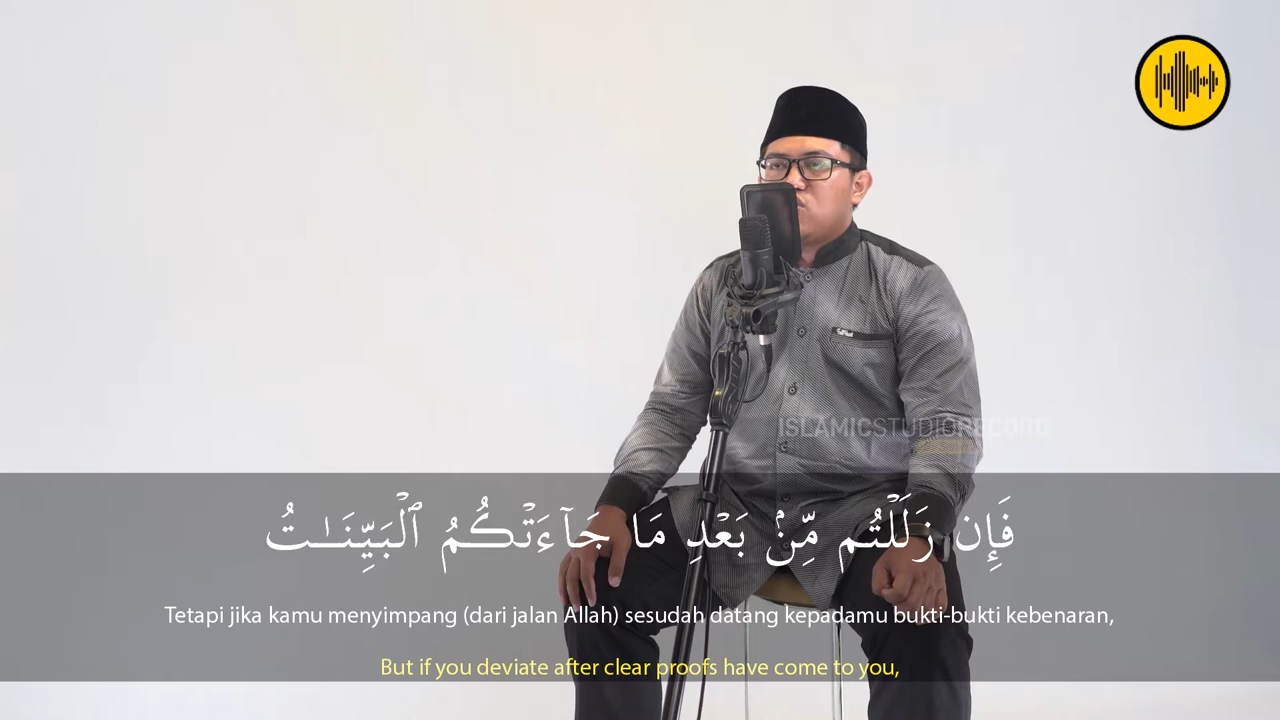 ISLAMICSTUDIORECORD
فَإِن زَلَلْتُم مِّنۢ بَعْدِ مَا جَآءَتْكُمُ ٱلْبَيِّنَـٰتُ
Tetapi jika kamu menyimpang (dari jalan Allah) sesudah datang kepadamu bukti-bukti kebenaran,
But if you deviate after clear proofs have come to you,